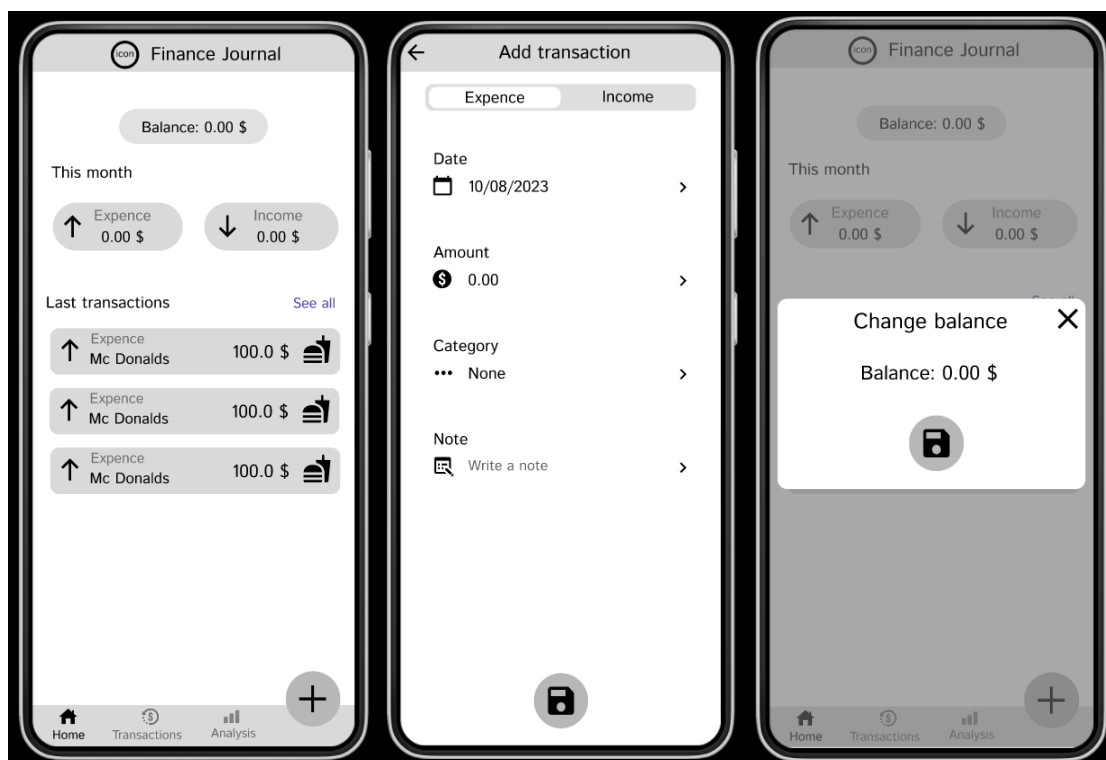 icon Finance Journal
Balance: 0.00 $
This month
Expence
0.00 $
Income
0.00 $
Last transactions
See all
Expence
Mc Donalds
100.0 $
Expence
Mc Donalds
100.0 $
Expence
Mc Donalds
100.0 $
Home
Transactions
Analysis
Add transaction
Expence
Income
Date
10/08/2023
Amount
$ 0.00
Category
None
Note
Write a note
icon Finance Journal
Balance: 0.00 $
This month
Expence
0.00 $
Income
0.00 $
See all
Change balance
Balance: 0.00 $
Home
Transactions
Analysis